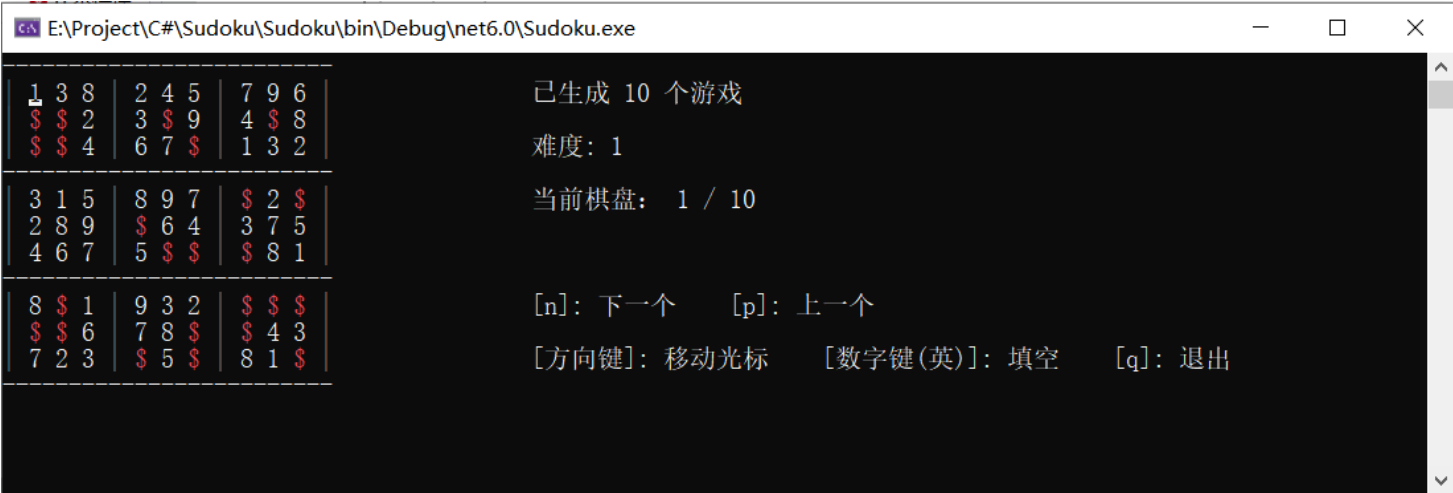 E:\Project\C#\Sudoku\Sudoku\bin\Debug\net6.0\Sudoku.exe
1 3 8 | 2 4 5 | 7 9 6 | 已生成 10 个游戏
$ $ 2 | 3 $ 9 | 4 $ 8
$ $ 4 | 6 7 $ | 1 3 2 | 难度: 1
3 1 5 | 8 9 7 | $ 2 $ | 当前棋盘: 1 / 10
2 8 9 | $ 6 4 | 3 7 5
4 6 7 | 5 $ $ | $ 8 1
8 $ 1 | 9 3 2 | $ $ $ | [n]: 下一个 [p]: 上一个
$ $ 6 | 7 8 $ | $ 4 3
7 2 3 | $ 5 $ | 8 1 $ | [方向键]: 移动光标 [数字键(英)]: 填空 [q]: 退出